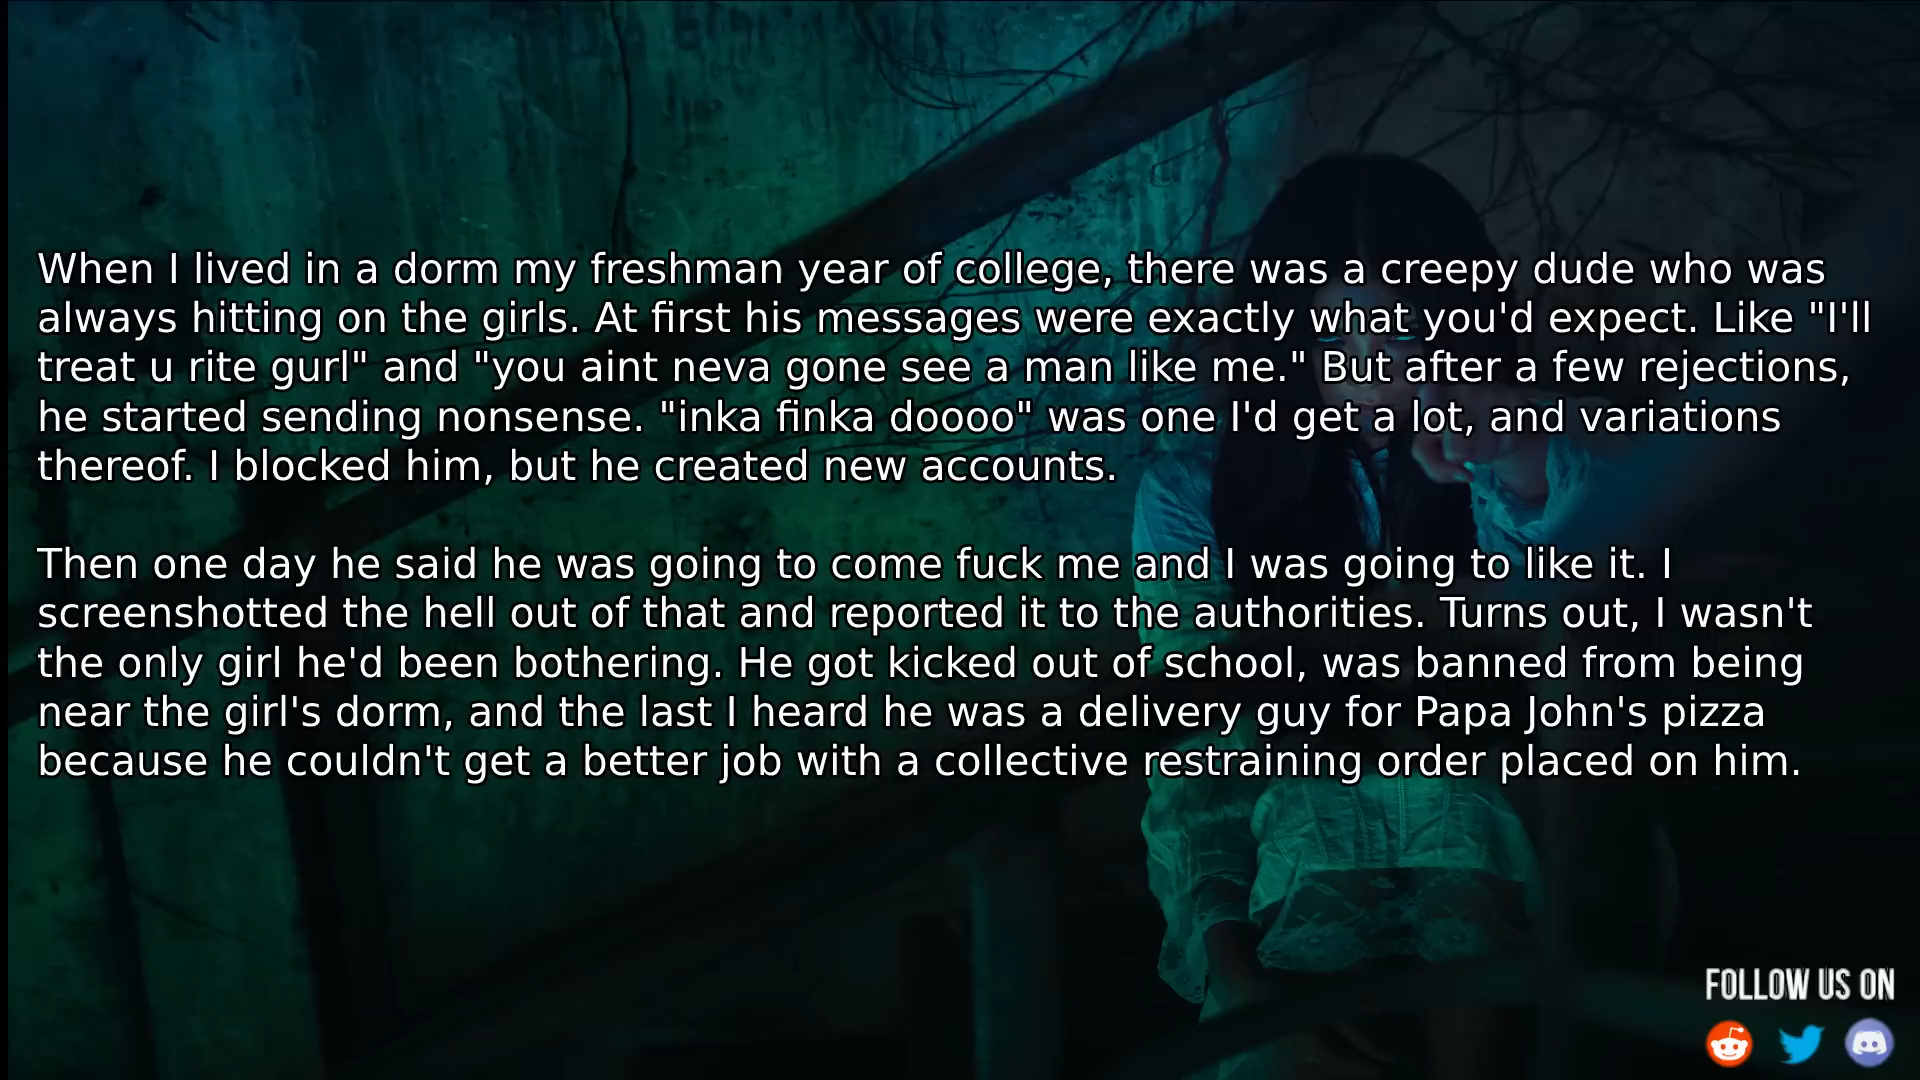 When I lived in a dorm my freshman year of college, there was a creepy dude who was
always hitting on the girls. At first his messages were exactly what you'd expect. Like "I'll
treat u rite gurl" and "you aint neva gone see a man like me." But after a few rejections,
he started sending nonsense. "inka finka doooo" was one I'd get a lot, and variations
thereof. I blocked him, but he created new accounts.
Then one day he said he was going to come fuck me and I was going to like it. I
screenshotted the hell out of that and reported it to the authorities. Turns out, I wasn't
the only girl he'd been bothering. He got kicked out of school, was banned from being
near the girl's dorm, and the last I heard he was a delivery guy for Papa John's pizza
because he couldn't get a better job with a collective restraining order placed on him.
FOLLOW US ON